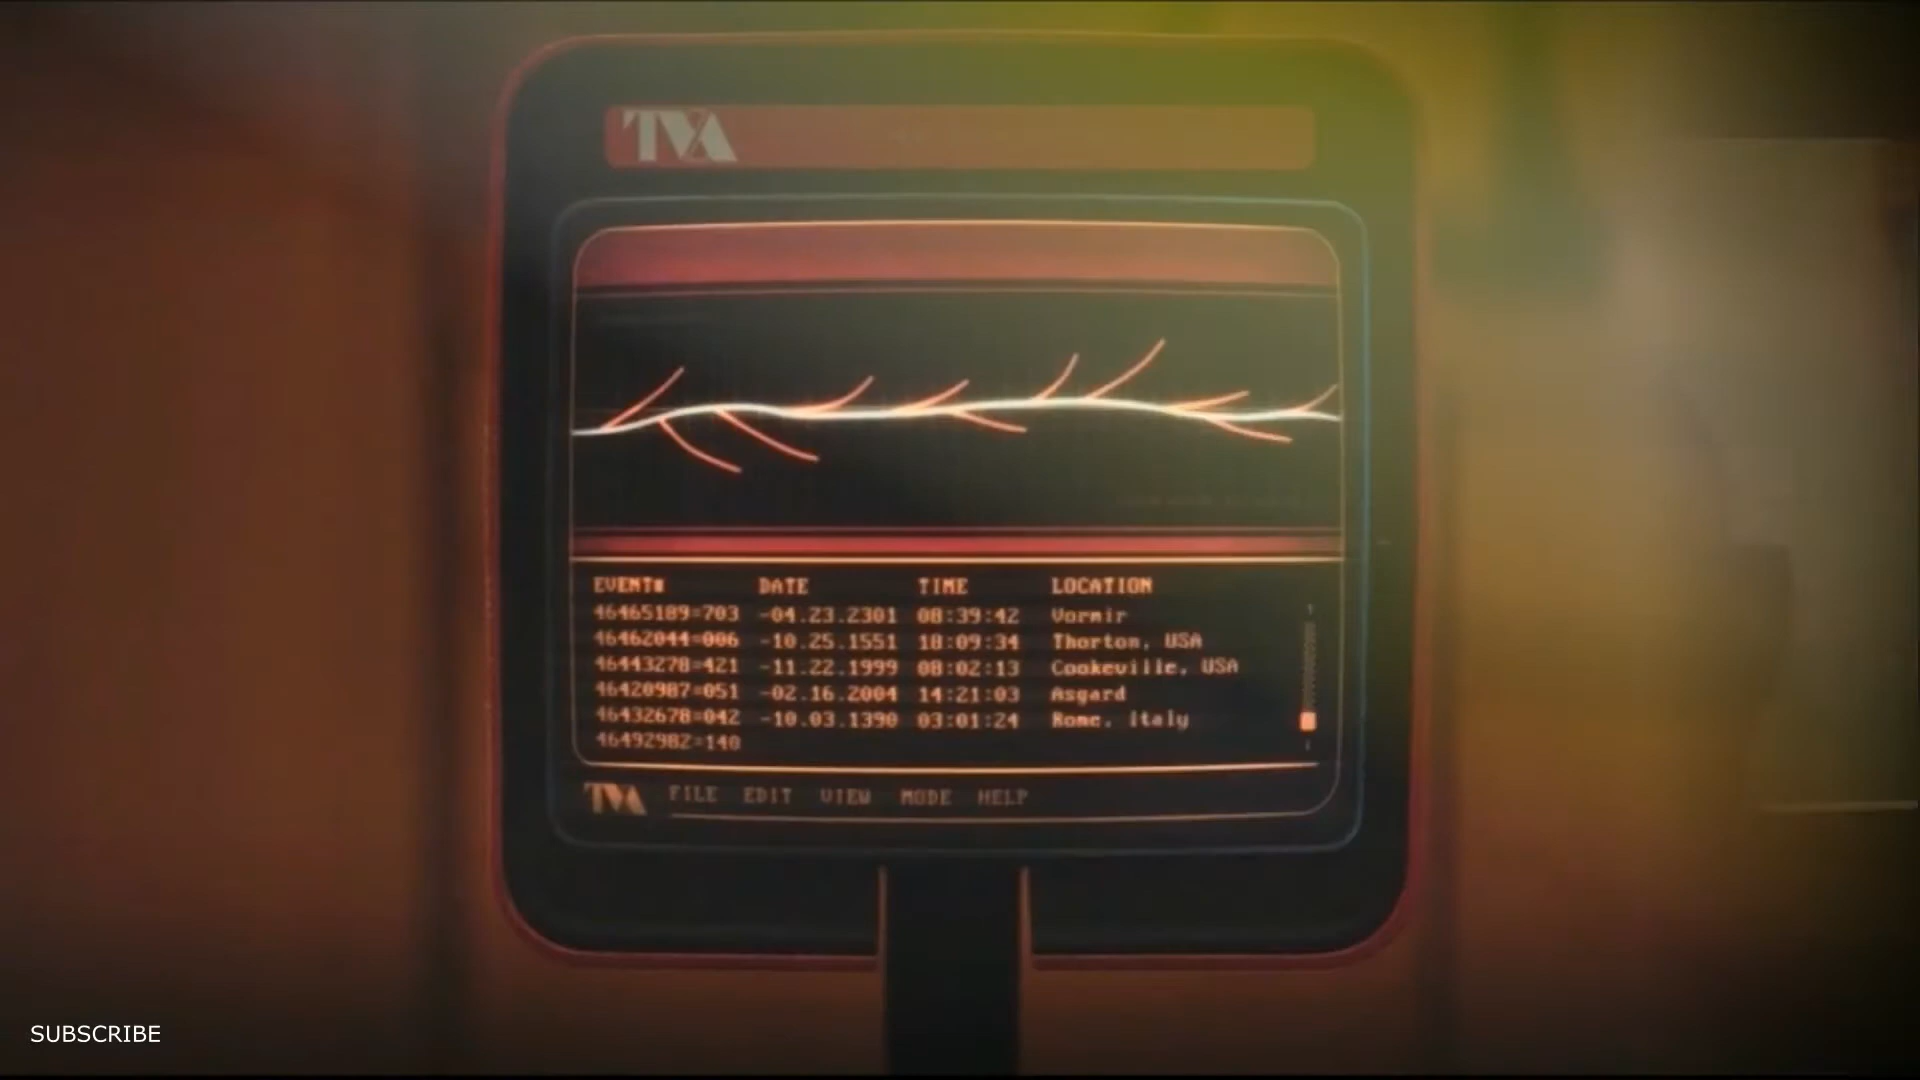 TVA
EVENT# DATE TIME LOCATION
46465189=703 -04.23.2301 08:39:42 Vormir
46462044=006 -10.25.1551 18:09:34 Thorton, USA
46443278=421 -11.22.1999 08:02:13 Cookeville, USA
46420987=051 -02.16.2004 14:21:03 Asgard
46432678=042 -10.03.1390 03:01:24 Rome, Italy
46492982=140
TVA FILE EDIT VIEW MODE HELP
SUBSCRIBE